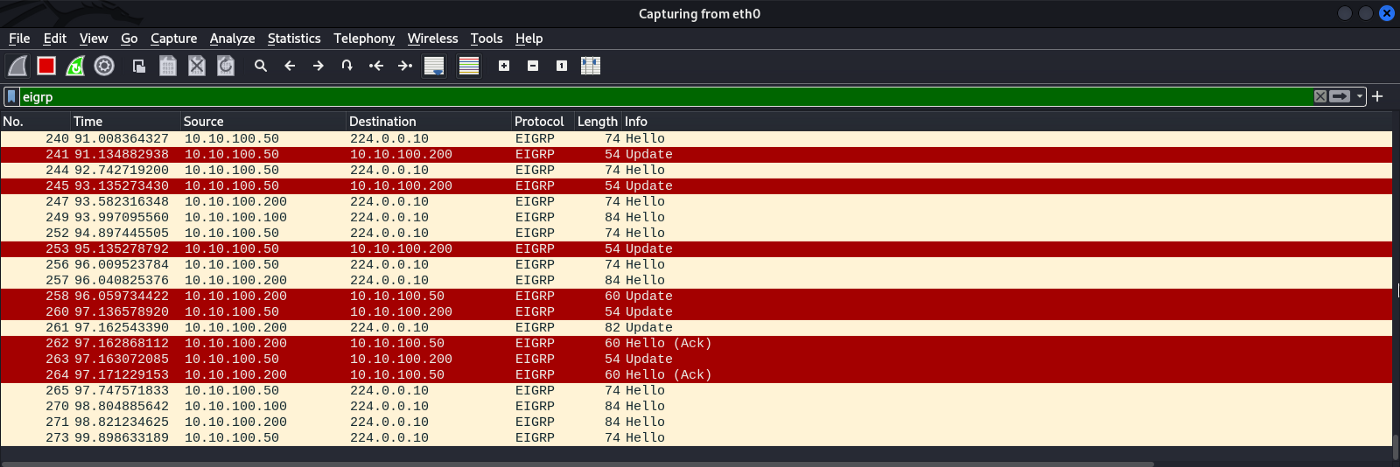 Capturing from eth0
File Edit View Go Capture Analyze Statistics Telephony Wireless Tools Help
eigrp
No. Time Source Destination Protocol Length Info
240 91.008364327 10.10.100.50 224.0.0.10 EIGRP 74 Hello
241 91.134882938 10.10.100.50 10.10.100.200 EIGRP 54 Update
244 92.742719200 10.10.100.50 224.0.0.10 EIGRP 74 Hello
245 93.135273430 10.10.100.50 10.10.100.200 EIGRP 54 Update
247 93.582316348 10.10.100.200 224.0.0.10 EIGRP 74 Hello
249 93.997095560 10.10.100.100 224.0.0.10 EIGRP 84 Hello
252 94.897445505 10.10.100.50 224.0.0.10 EIGRP 74 Hello
253 95.135278792 10.10.100.50 10.10.100.200 EIGRP 54 Update
256 96.009523784 10.10.100.50 224.0.0.10 EIGRP 74 Hello
257 96.040825376 10.10.100.200 224.0.0.10 EIGRP 84 Hello
258 96.059734422 10.10.100.200 10.10.100.50 EIGRP 60 Update
260 97.136578920 10.10.100.50 10.10.100.200 EIGRP 54 Update
261 97.162543390 10.10.100.200 224.0.0.10 EIGRP 82 Update
262 97.162868112 10.10.100.200 10.10.100.50 EIGRP 60 Hello (Ack)
263 97.163072085 10.10.100.50 10.10.100.200 EIGRP 54 Update
264 97.171229153 10.10.100.200 10.10.100.50 EIGRP 60 Hello (Ack)
265 97.747571833 10.10.100.50 224.0.0.10 EIGRP 74 Hello
270 98.804885642 10.10.100.100 224.0.0.10 EIGRP 84 Hello
271 98.821234625 10.10.100.200 224.0.0.10 EIGRP 84 Hello
273 99.898633189 10.10.100.50 224.0.0.10 EIGRP 74 Hello